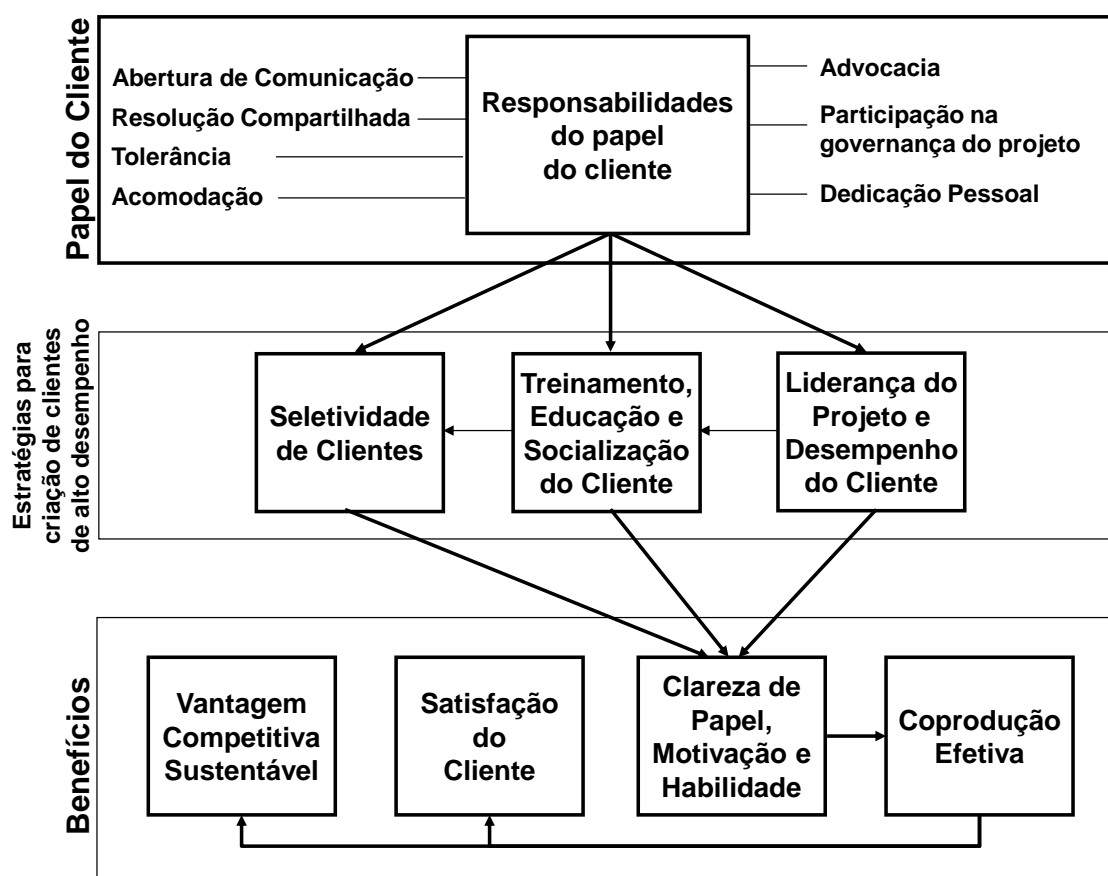 Papel do Cliente
Abertura de Comunicação
Resolução Compartilhada
Tolerância
Acomodação
Responsabilidades
do papel
do cliente
Advocacia
Participação na
governança do projeto
Dedicação Pessoal
Estratégias para
criação de clientes
de alto desempenho
Seletividade
de Clientes
Treinamento,
Educação e
Socialização
do Cliente
Liderança do
Projeto e
Desempenho
do Cliente
Benefícios
Vantagem
Competitiva
Sustentável
Satisfação
do
Cliente
Clareza de
Papel,
Motivação e
Habilidade
Coprodução
Efetiva